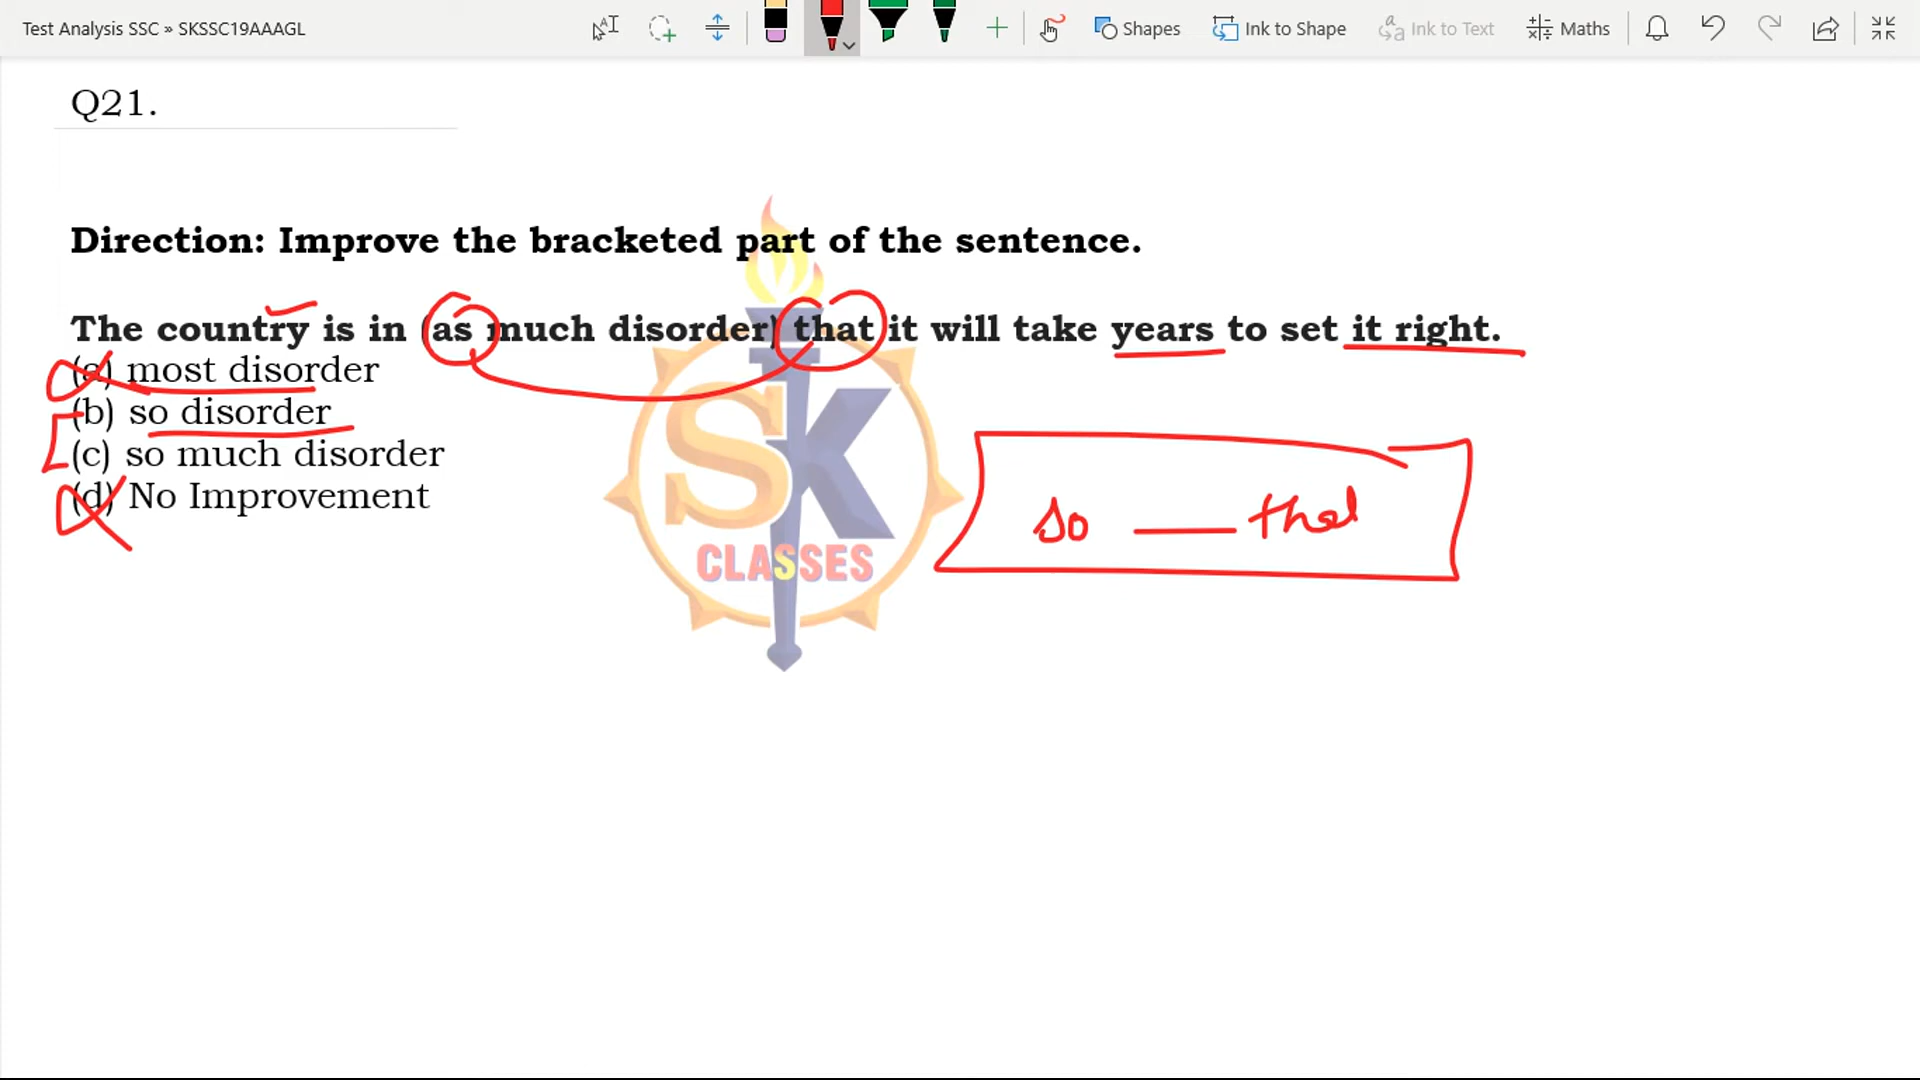 Test Analysis SSC » SKSSC19AAAGL
Shapes
Ink to Shape
Ink to Text
Maths
Q21.
Direction: Improve the bracketed part of the sentence.
The country is in (as much disorder) that it will take years to set it right.
(a) most disorder
(b) so disorder
(c) so much disorder
(d) No Improvement
so ___ that
SK
CLASSES